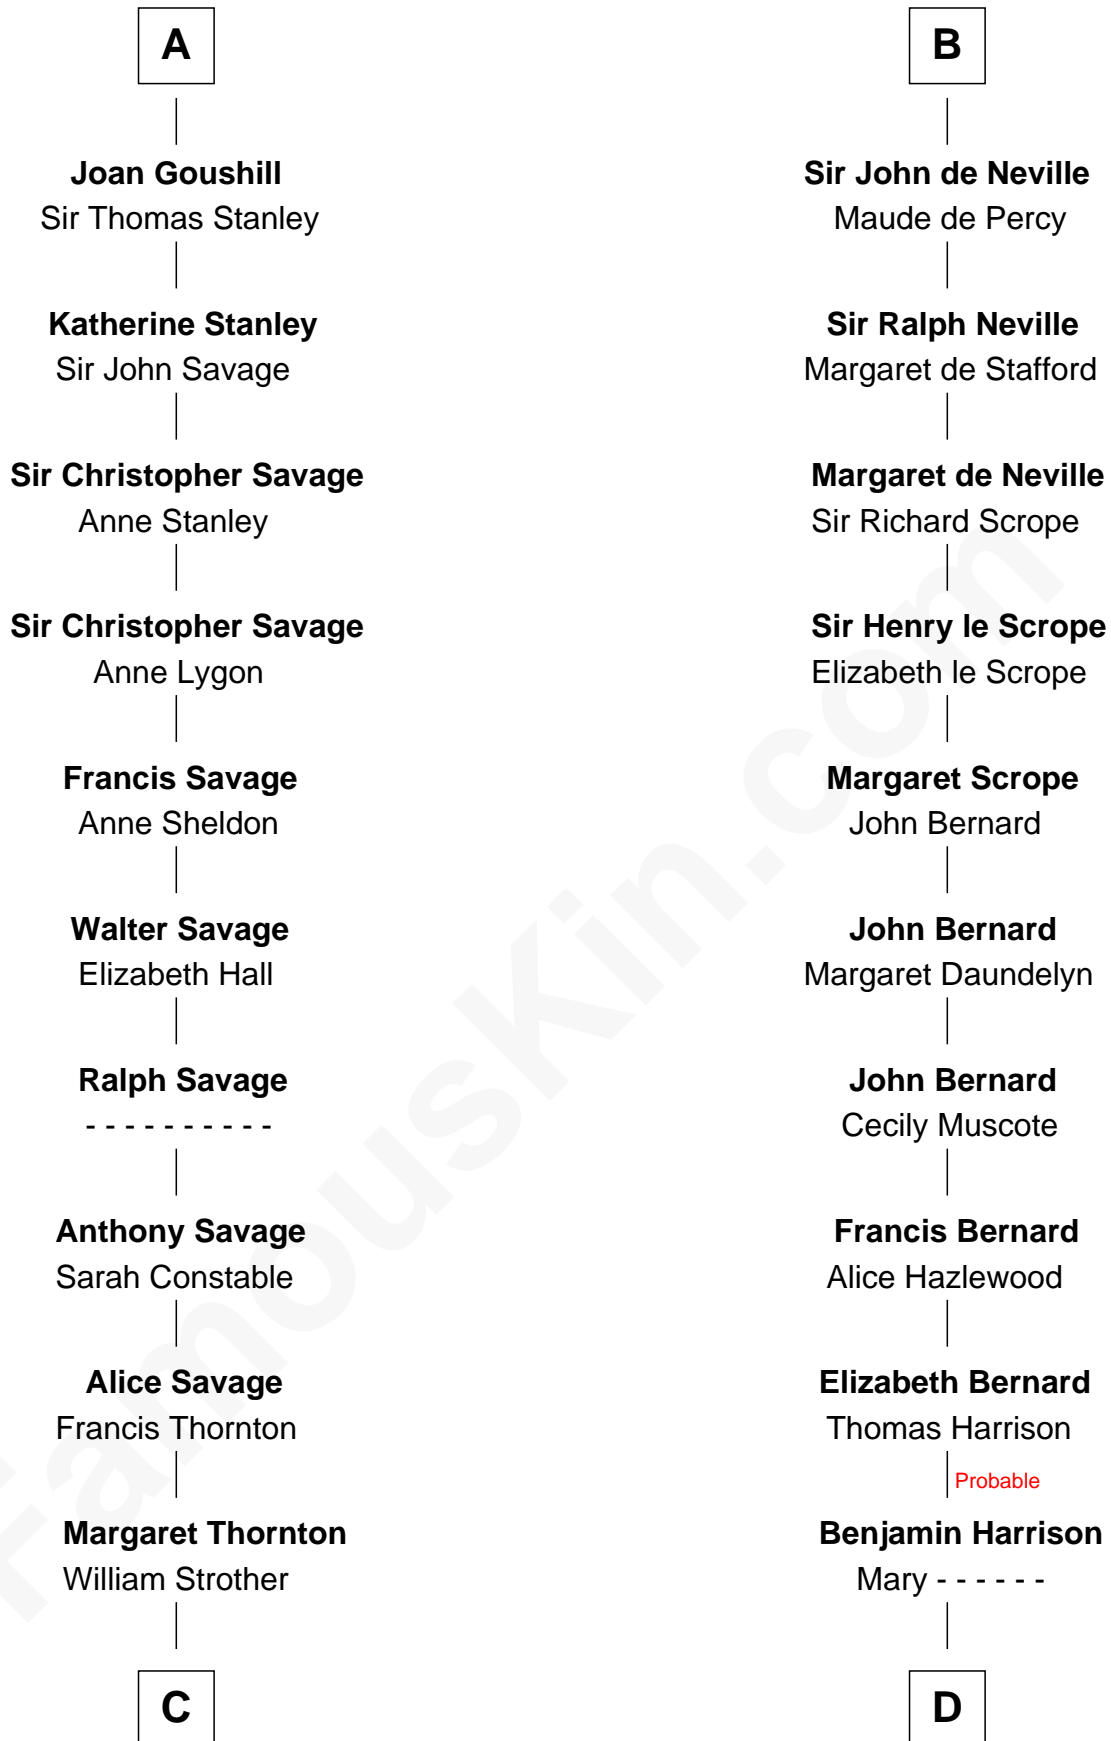 A
Joan Goushill
Sir Thomas Stanley
Katherine Stanley
Sir John Savage
Sir Christopher Savage
Anne Stanley
Sir Christopher Savage
Anne Lygon
Francis Savage
Anne Sheldon
Walter Savage
Elizabeth Hall
Ralph Savage
- - - - - - - - - -
Anthony Savage
Sarah Constable
Alice Savage
Francis Thornton
Margaret Thornton
William Strother
C
B
Sir John de Neville
Maude de Percy
Sir Ralph Neville
Margaret de Stafford
Margaret de Neville
Sir Richard Scrope
Sir Henry le Scrope
Elizabeth le Scrope
Margaret Scrope
John Bernard
John Bernard
Margaret Daundelyn
John Bernard
Cecily Muscote
Francis Bernard
Alice Hazlewood
Elizabeth Bernard
Thomas Harrison
Probable
Benjamin Harrison
Mary - - - - - -
D
FamousKin.com